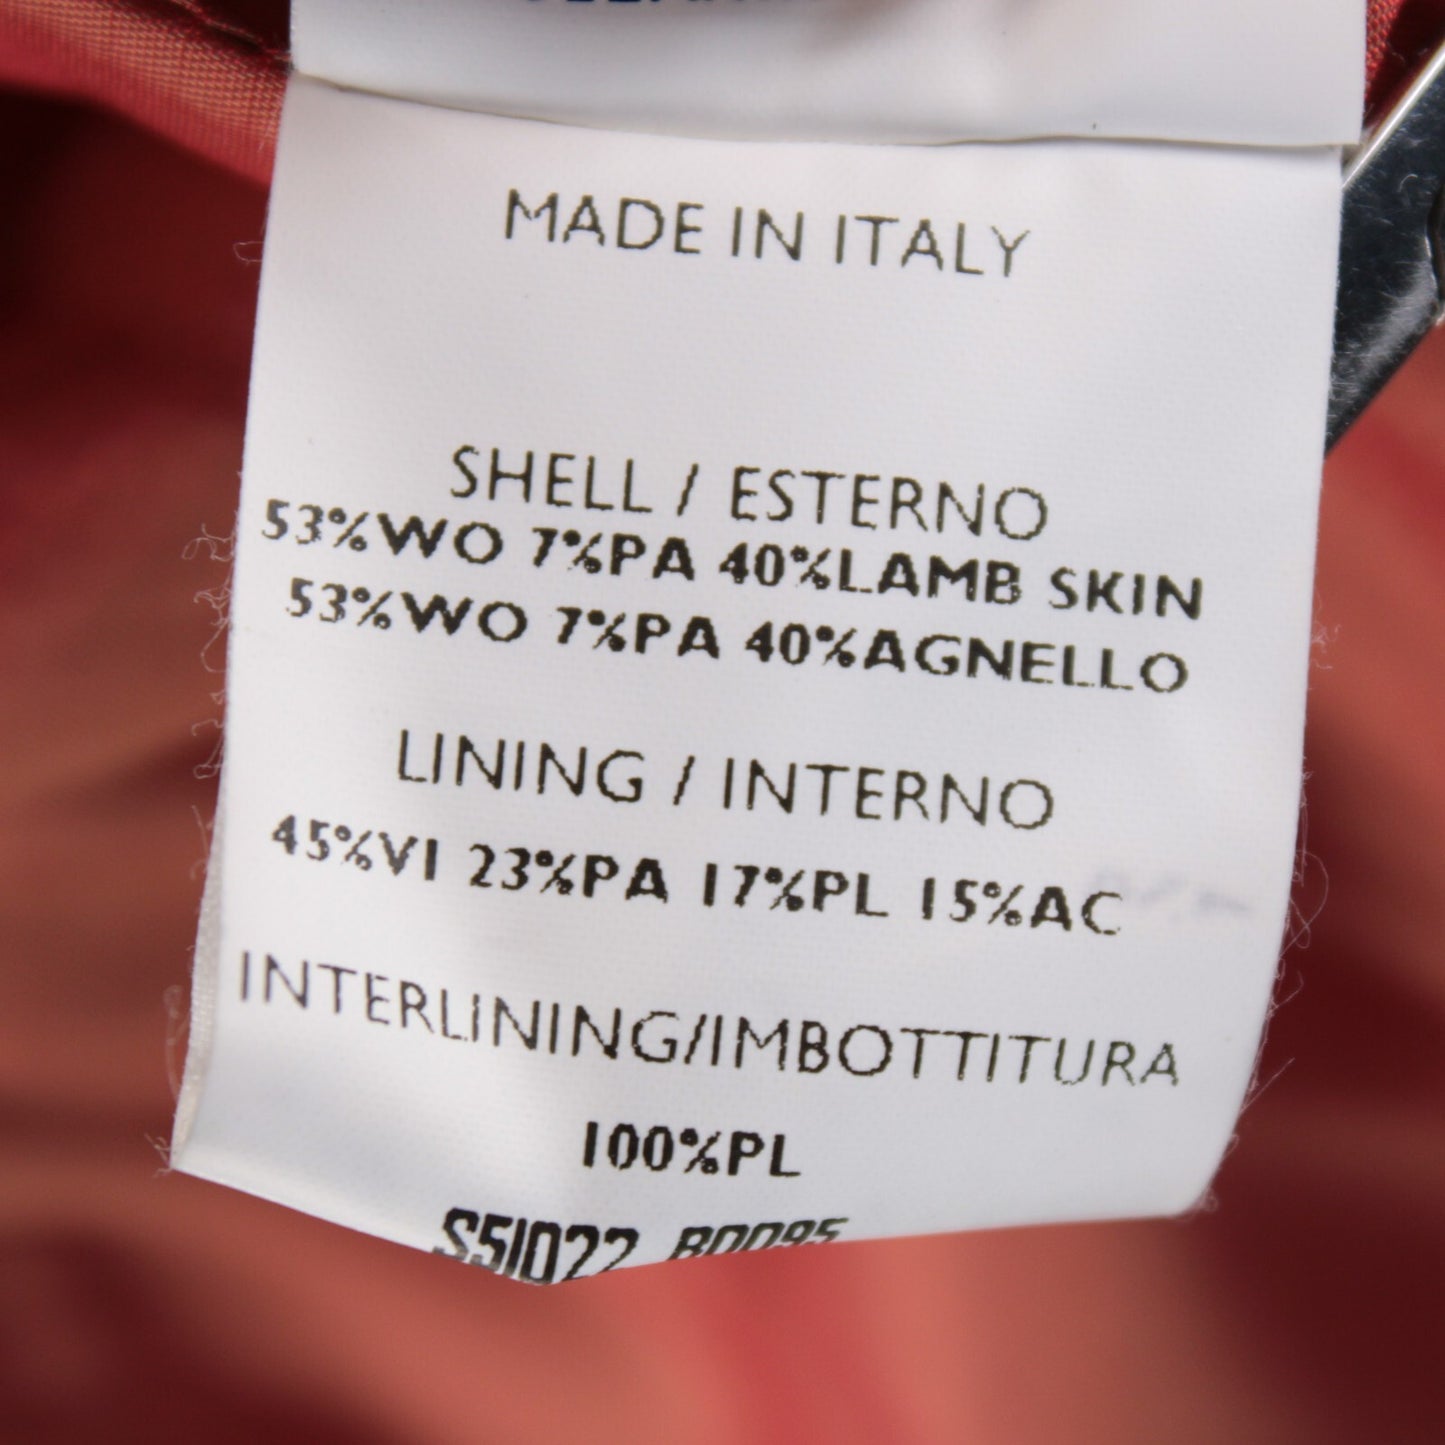 MADE IN ITALY
SHELL / ESTERNO
53%WO 7%PA 40%LAMB SKIN
53%WO 7%PA 40%AGNELLO
LINING / INTERNO
45%VI 23%PA 17%PL 15%AC
INTERLINING/IMBOTTITURA
100%PL